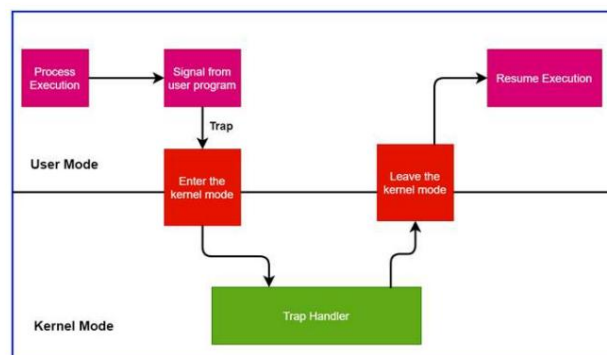 Process
Execution
Signal from
user program
Resume Execution
Trap
User Mode
Enter the
kernel mode
Leave the
kernel mode
Trap Handler
Kernel Mode